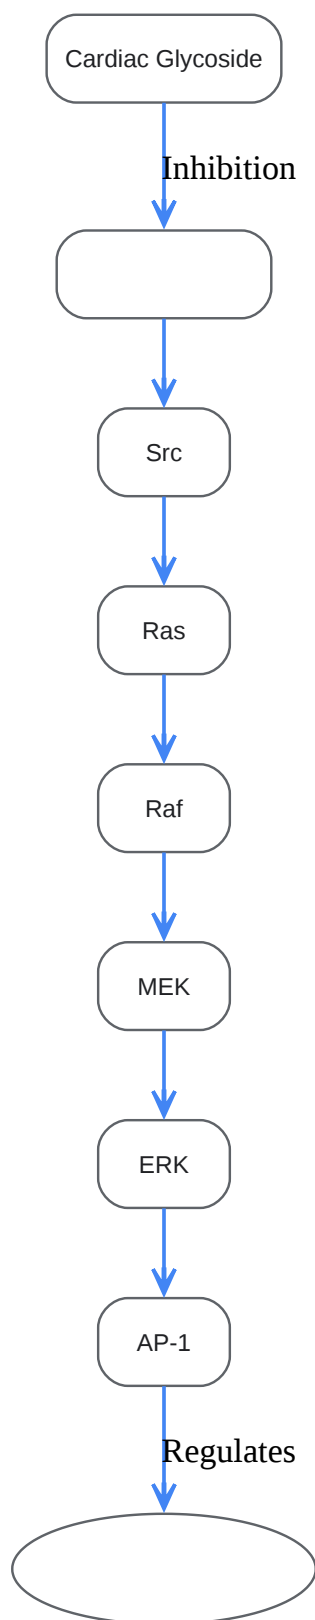 Cardiac Glycoside
Inhibition
Src
Ras
Raf
MEK
ERK
AP-1
Regulates